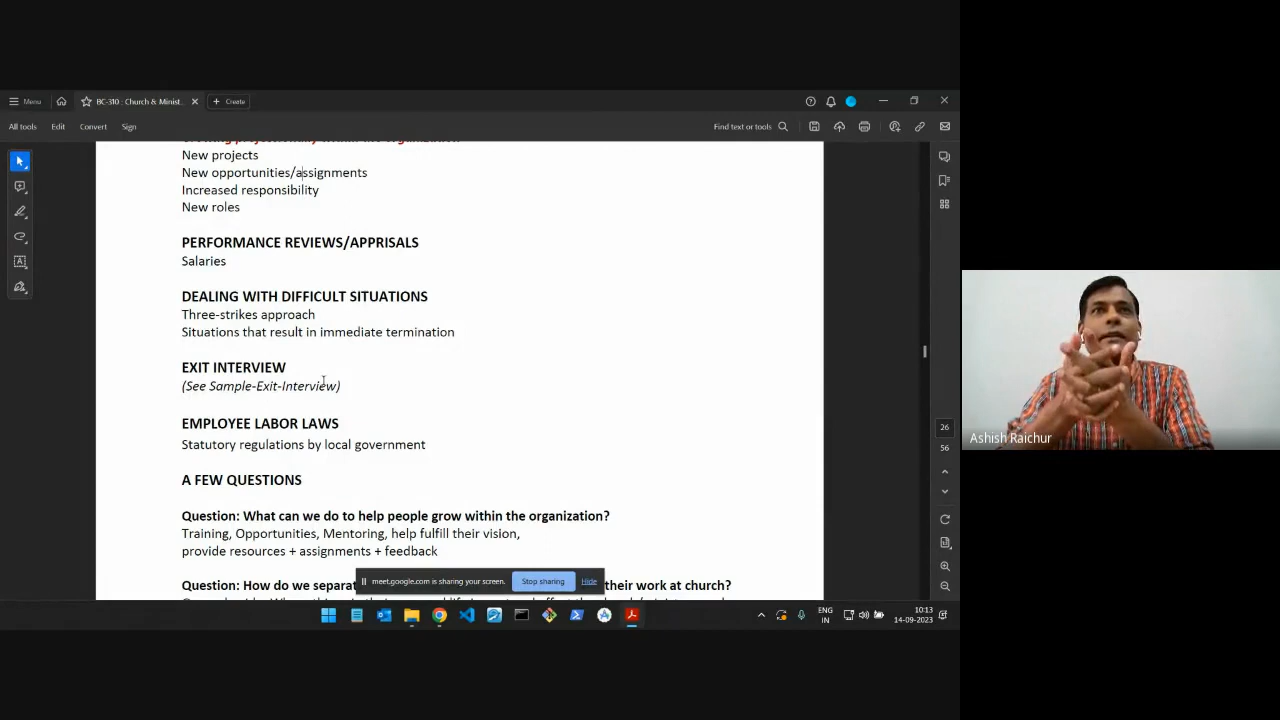 Menu
BC-310 : Church & Minist...
Create
All tools
Edit
Convert
Sign
Find text or tools
New projects
New opportunities/assignments
Increased responsibility
New roles
PERFORMANCE REVIEWS/APPRISALS
Salaries
DEALING WITH DIFFICULT SITUATIONS
Three-strikes approach
Situations that result in immediate termination
EXIT INTERVIEW
(See Sample-Exit-Interview)
EMPLOYEE LABOR LAWS
Statutory regulations by local government
A FEW QUESTIONS
Question: What can we do to help people grow within the organization?
Training, Opportunities, Mentoring, help fulfill their vision,
provide resources + assignments + feedback
Question: How do we separat their work at church?
meet.google.com is sharing your screen.
Stop sharing
Hide
26
56
ENG
IN
10:13
14-09-2023
Ashish Raichur